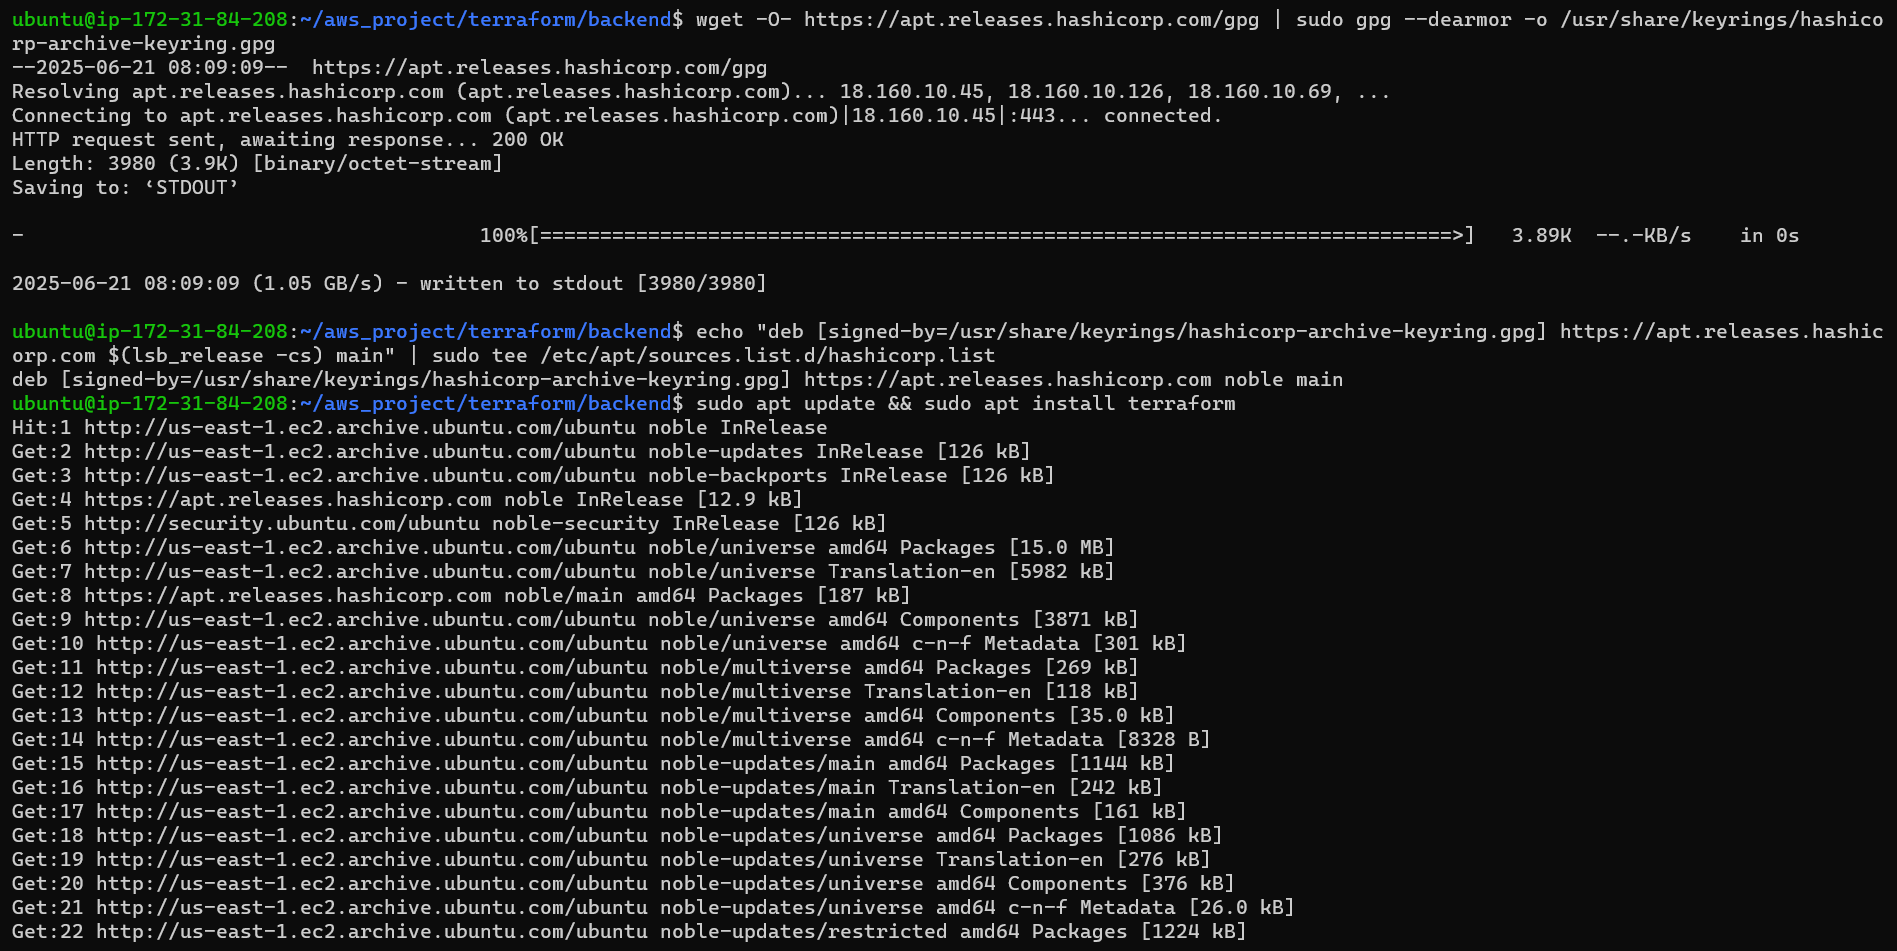 ubuntu@ip-172-31-84-208:~/aws_project/terraform/backend$ wget -O- https://apt.releases.hashicorp.com/gpg | sudo gpg --dearmor -o /usr/share/keyrings/hashico
rp-archive-keyring.gpg
--2025-06-21 08:09:09--  https://apt.releases.hashicorp.com/gpg
Resolving apt.releases.hashicorp.com (apt.releases.hashicorp.com)... 18.160.10.45, 18.160.10.126, 18.160.10.69, ...
Connecting to apt.releases.hashicorp.com (apt.releases.hashicorp.com)|18.160.10.45|:443... connected.
HTTP request sent, awaiting response... 200 OK
Length: 3980 (3.9K) [binary/octet-stream]
Saving to: ‘STDOUT’
-                                      100%[============================================================================>]   3.89K  --.-KB/s    in 0s
2025-06-21 08:09:09 (1.05 GB/s) - written to stdout [3980/3980]
ubuntu@ip-172-31-84-208:~/aws_project/terraform/backend$ echo "deb [signed-by=/usr/share/keyrings/hashicorp-archive-keyring.gpg] https://apt.releases.hashic
orp.com $(lsb_release -cs) main" | sudo tee /etc/apt/sources.list.d/hashicorp.list
deb [signed-by=/usr/share/keyrings/hashicorp-archive-keyring.gpg] https://apt.releases.hashicorp.com noble main
ubuntu@ip-172-31-84-208:~/aws_project/terraform/backend$ sudo apt update && sudo apt install terraform
Hit:1 http://us-east-1.ec2.archive.ubuntu.com/ubuntu noble InRelease
Get:2 http://us-east-1.ec2.archive.ubuntu.com/ubuntu noble-updates InRelease [126 kB]
Get:3 http://us-east-1.ec2.archive.ubuntu.com/ubuntu noble-backports InRelease [126 kB]
Get:4 https://apt.releases.hashicorp.com noble InRelease [12.9 kB]
Get:5 http://security.ubuntu.com/ubuntu noble-security InRelease [126 kB]
Get:6 http://us-east-1.ec2.archive.ubuntu.com/ubuntu noble/universe amd64 Packages [15.0 MB]
Get:7 http://us-east-1.ec2.archive.ubuntu.com/ubuntu noble/universe Translation-en [5982 kB]
Get:8 https://apt.releases.hashicorp.com noble/main amd64 Packages [187 kB]
Get:9 http://us-east-1.ec2.archive.ubuntu.com/ubuntu noble/universe amd64 Components [3871 kB]
Get:10 http://us-east-1.ec2.archive.ubuntu.com/ubuntu noble/universe amd64 c-n-f Metadata [301 kB]
Get:11 http://us-east-1.ec2.archive.ubuntu.com/ubuntu noble/multiverse amd64 Packages [269 kB]
Get:12 http://us-east-1.ec2.archive.ubuntu.com/ubuntu noble/multiverse Translation-en [118 kB]
Get:13 http://us-east-1.ec2.archive.ubuntu.com/ubuntu noble/multiverse amd64 Components [35.0 kB]
Get:14 http://us-east-1.ec2.archive.ubuntu.com/ubuntu noble/multiverse amd64 c-n-f Metadata [8328 B]
Get:15 http://us-east-1.ec2.archive.ubuntu.com/ubuntu noble-updates/main amd64 Packages [1144 kB]
Get:16 http://us-east-1.ec2.archive.ubuntu.com/ubuntu noble-updates/main Translation-en [242 kB]
Get:17 http://us-east-1.ec2.archive.ubuntu.com/ubuntu noble-updates/main amd64 Components [161 kB]
Get:18 http://us-east-1.ec2.archive.ubuntu.com/ubuntu noble-updates/universe amd64 Packages [1086 kB]
Get:19 http://us-east-1.ec2.archive.ubuntu.com/ubuntu noble-updates/universe Translation-en [276 kB]
Get:20 http://us-east-1.ec2.archive.ubuntu.com/ubuntu noble-updates/universe amd64 Components [376 kB]
Get:21 http://us-east-1.ec2.archive.ubuntu.com/ubuntu noble-updates/universe amd64 c-n-f Metadata [26.0 kB]
Get:22 http://us-east-1.ec2.archive.ubuntu.com/ubuntu noble-updates/restricted amd64 Packages [1224 kB]